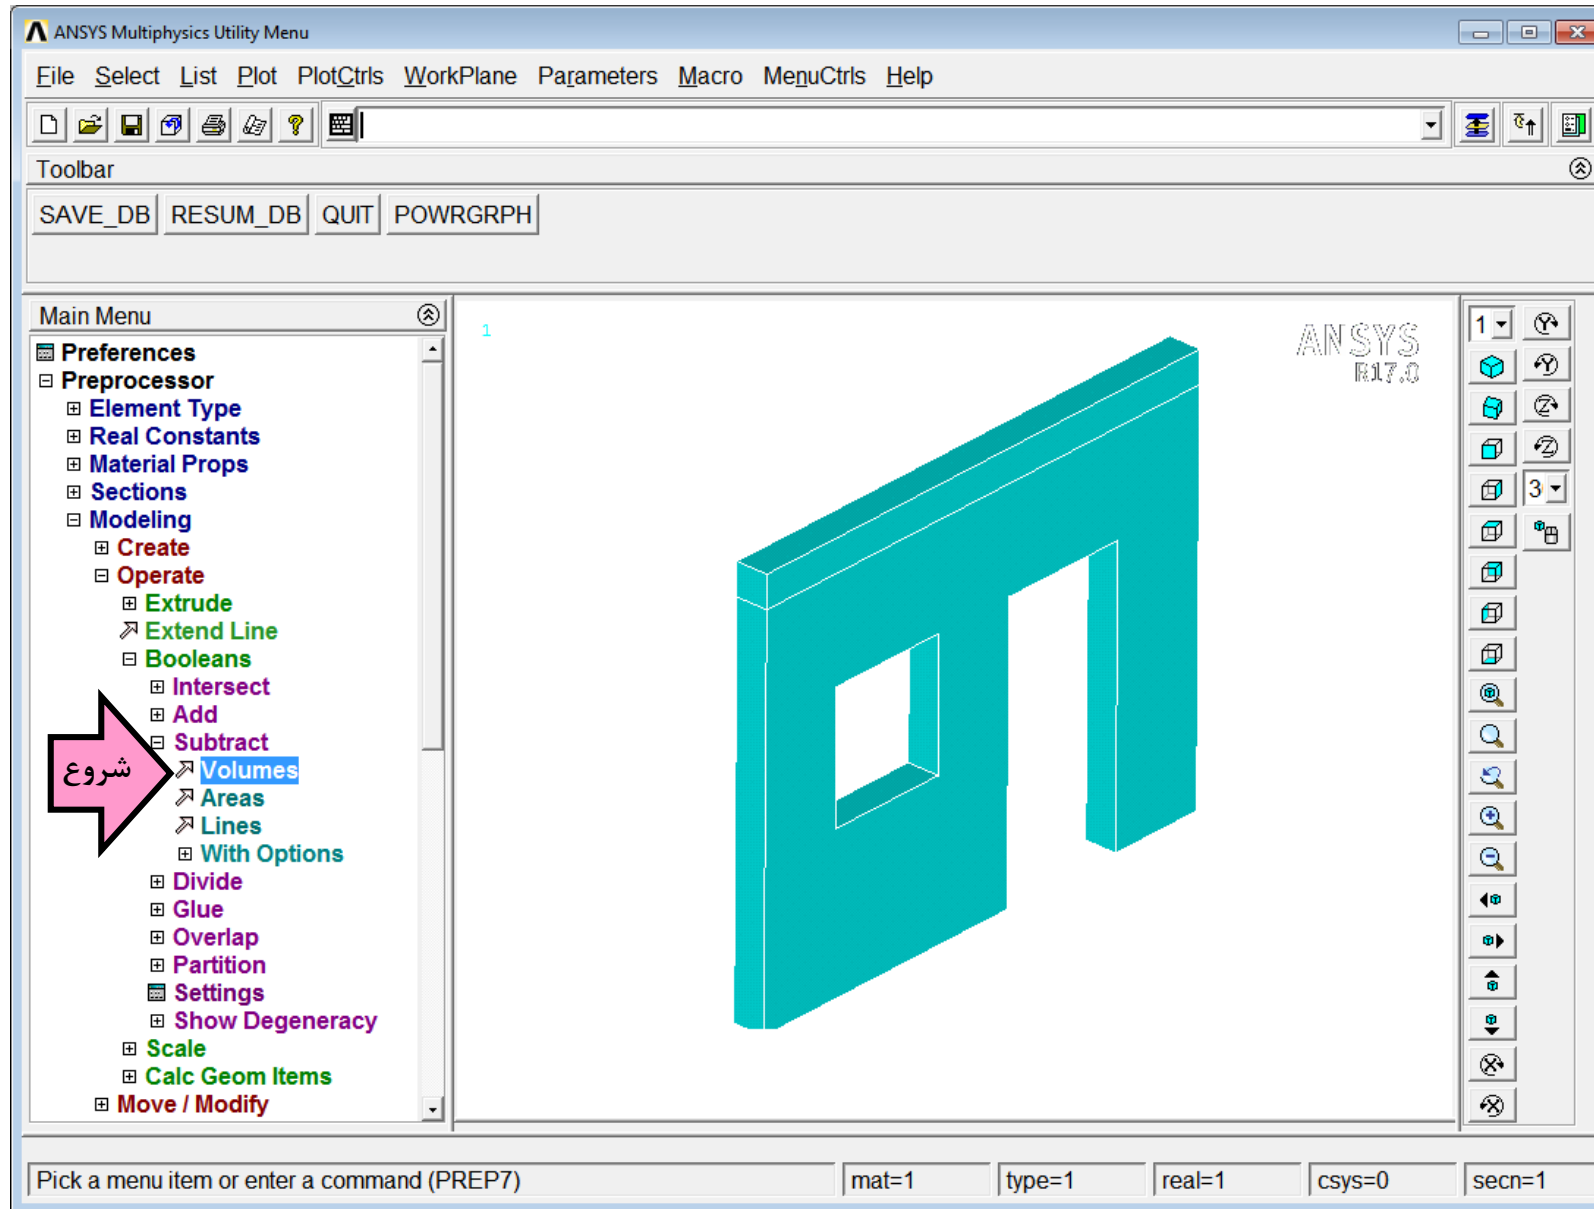 ANSYS Multiphysics Utility Menu
File Select List Plot PlotCtrls WorkPlane Parameters Macro MenuCtrls Help
Toolbar
SAVE_DB RESUM_DB QUIT POWRGRPH
Main Menu
Preferences
Preprocessor
Element Type
Real Constants
Material Props
Sections
Modeling
Create
Operate
Extrude
Extend Line
Booleans
Intersect
Add
Subtract
شروع
Volumes
Areas
Lines
With Options
Divide
Glue
Overlap
Partition
Settings
Show Degeneracy
Scale
Calc Geom Items
Move / Modify
1
ANSYS
R17.0
1
3
Pick a menu item or enter a command (PREP7) mat=1 type=1 real=1 csys=0 secn=1